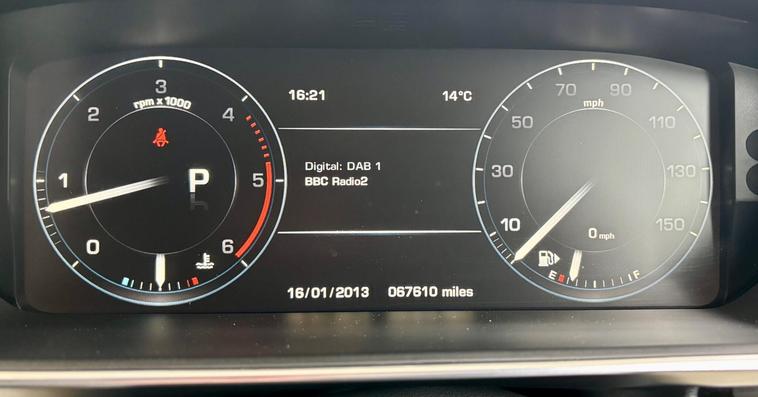 3
2
rpm x 1000
4
1
P
5
0
6
16:21
14°C
Digital: DAB 1
BBC Radio2
16/01/2013 067610 miles
70 90
mph
50 110
30 130
10 150
0 mph
E F